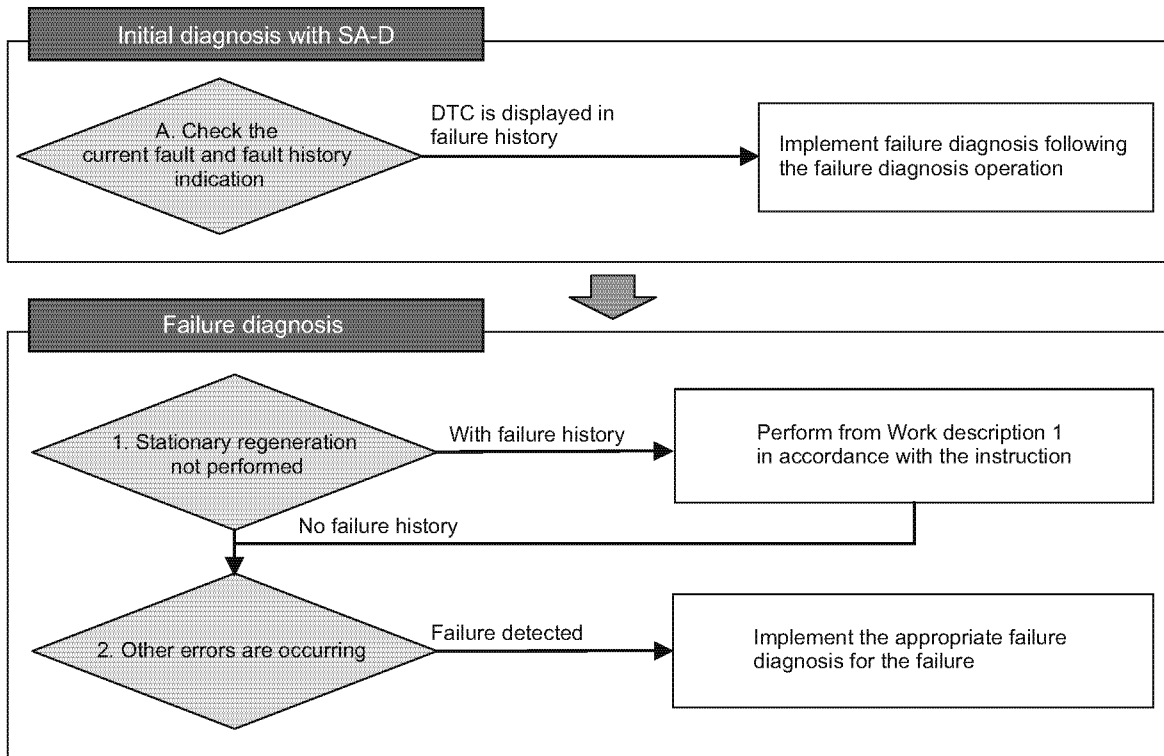 Initial diagnosis with SA-D
A. Check the
current fault and fault history
indication
DTC is displayed in
failure history
Implement failure diagnosis following
the failure diagnosis operation
Failure diagnosis
1. Stationary regeneration
not performed
With failure history
Perform from Work description 1
in accordance with the instruction
No failure history
2. Other errors are occurring
Failure detected
Implement the appropriate failure
diagnosis for the failure